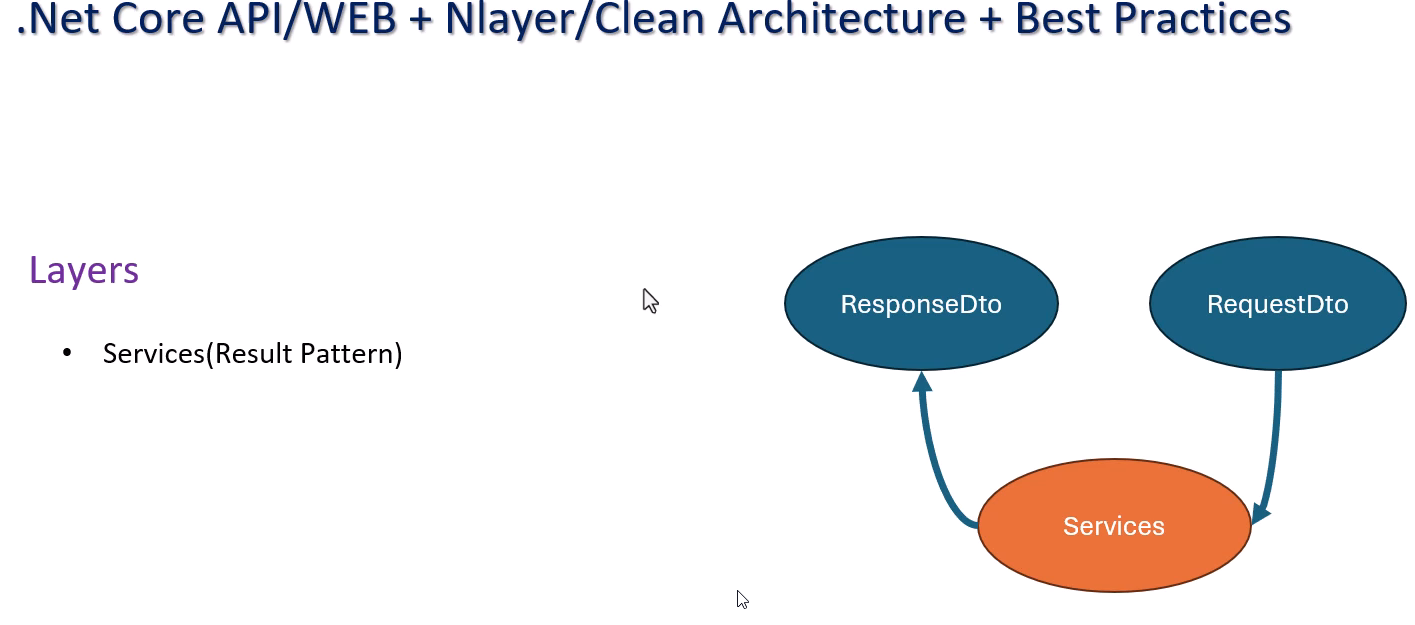 .Net Core API/WEB + Nlayer/Clean Architecture + Best Practices
Layers
• Services(Result Pattern)
ResponseDto
RequestDto
Services